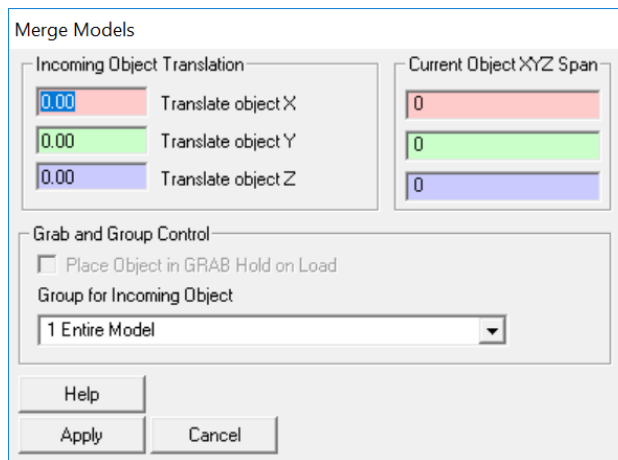 Merge Models
Incoming Object Translation
0.00 Translate object X
0.00 Translate object Y
0.00 Translate object Z
Current Object XYZ Span
0
0
0
Grab and Group Control
Place Object in GRAB Hold on Load
Group for Incoming Object
1 Entire Model
Help
Apply Cancel